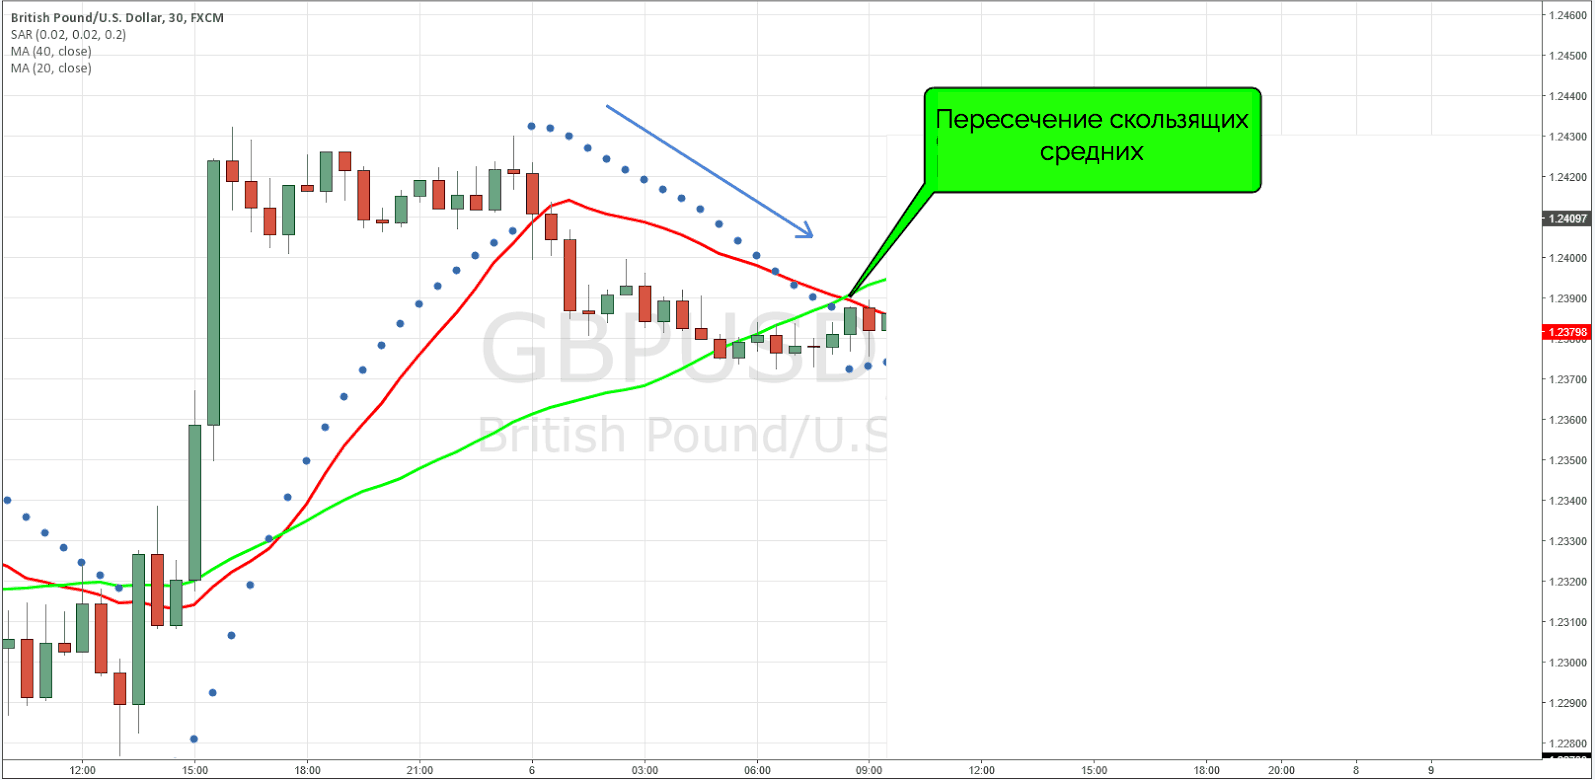 British Pound/U.S. Dollar, 30, FXCM
SAR (0.02, 0.02, 0.2)
MA (40, close)
MA (20, close)
Пересечение скользящих
средних
GBPUSD
British Pound/U.S
1.24600
1.24500
1.24400
1.24300
1.24200
1.24097
1.24000
1.23900
1.23798
1.23700
1.23600
1.23500
1.23400
1.23300
1.23200
1.23100
1.23000
1.22900
1.22800
12:00 15:00 18:00 21:00 6 03:00 06:00 09:00 12:00 15:00 18:00 20:00 8 9